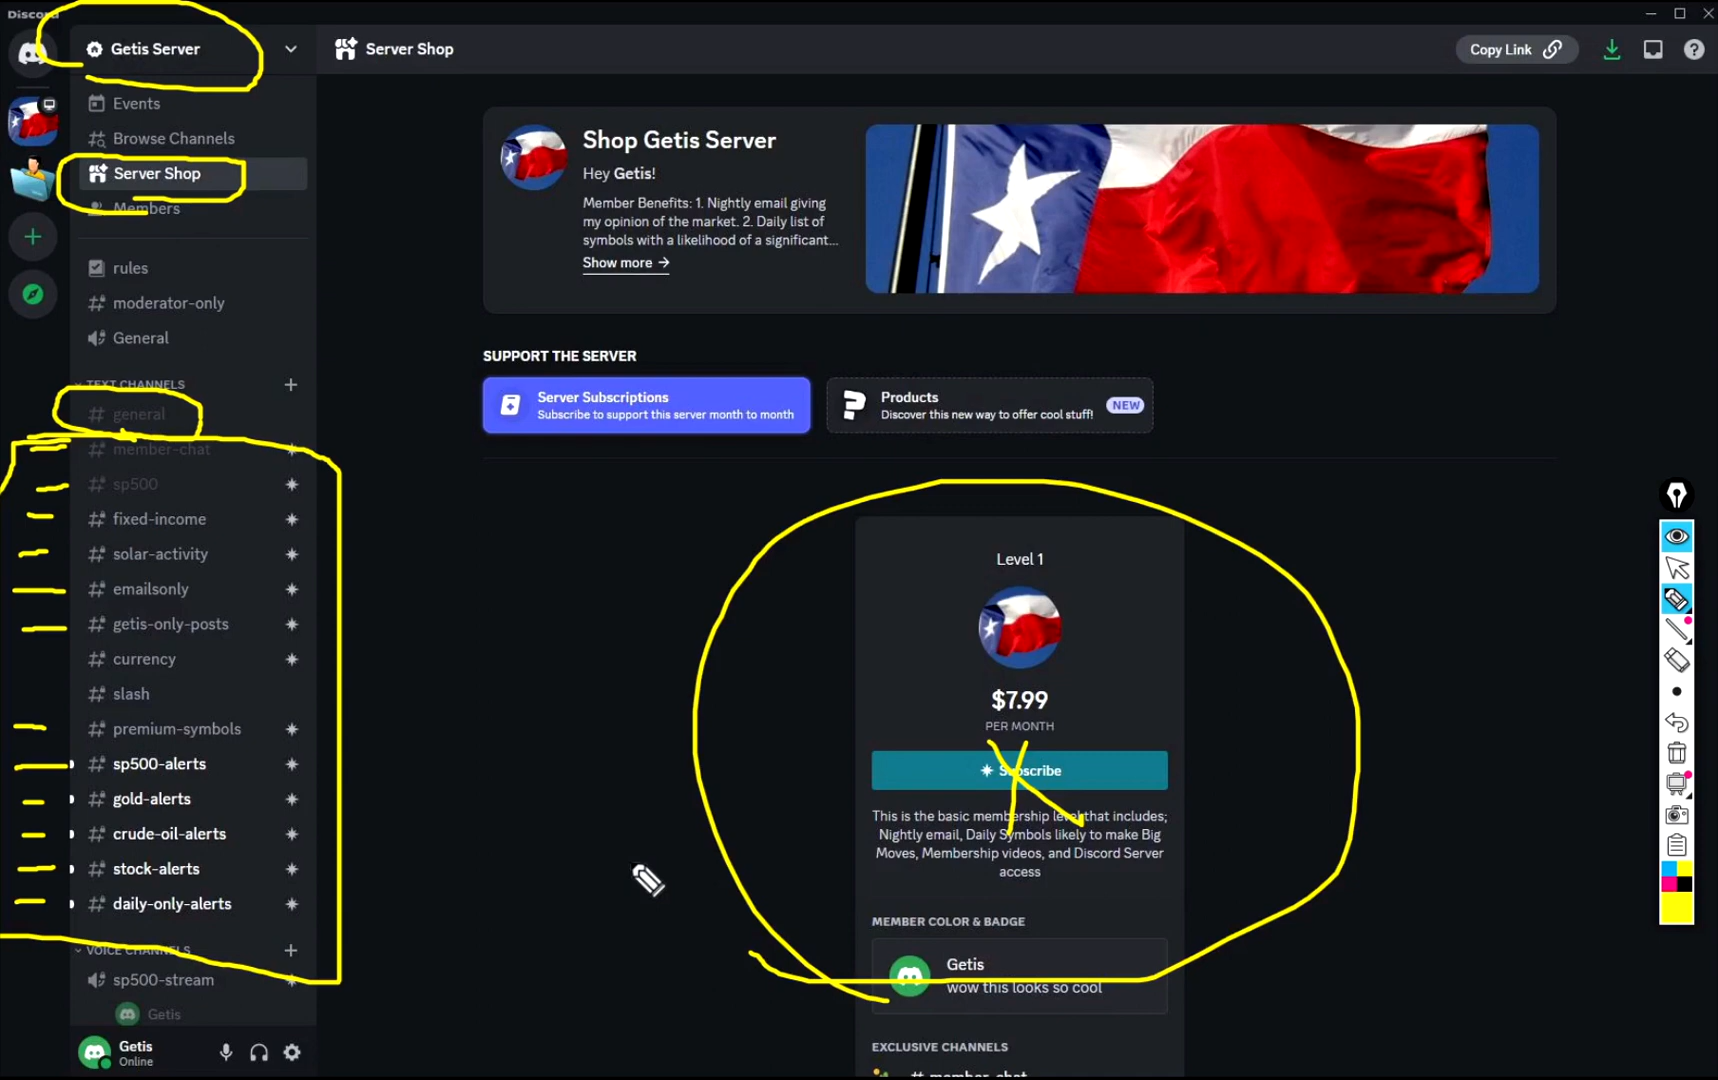 Discord
Getis Server
Server Shop
Copy Link
Events
Browse Channels
Server Shop
Members
rules
moderator-only
General
TEXT CHANNELS
general
member-chat
sp500
fixed-income
solar-activity
emailsonly
getis-only-posts
currency
slash
premium-symbols
sp500-alerts
gold-alerts
crude-oil-alerts
stock-alerts
daily-only-alerts
VOICE CHANNELS
sp500-stream
Getis
Getis
Online
Shop Getis Server
Hey Getis!
Member Benefits: 1. Nightly email giving
my opinion of the market. 2. Daily list of
symbols with a likelihood of a significant...
Show more →
SUPPORT THE SERVER
Server Subscriptions
Subscribe to support this server month to month
Products
Discover this new way to offer cool stuff!
NEW
Level 1
$7.99
PER MONTH
Subscribe
This is the basic membership level that includes;
Nightly email, Daily Symbols likely to make Big
Moves, Membership videos, and Discord Server
access
MEMBER COLOR & BADGE
Getis
wow this looks so cool
EXCLUSIVE CHANNELS
# member-chat